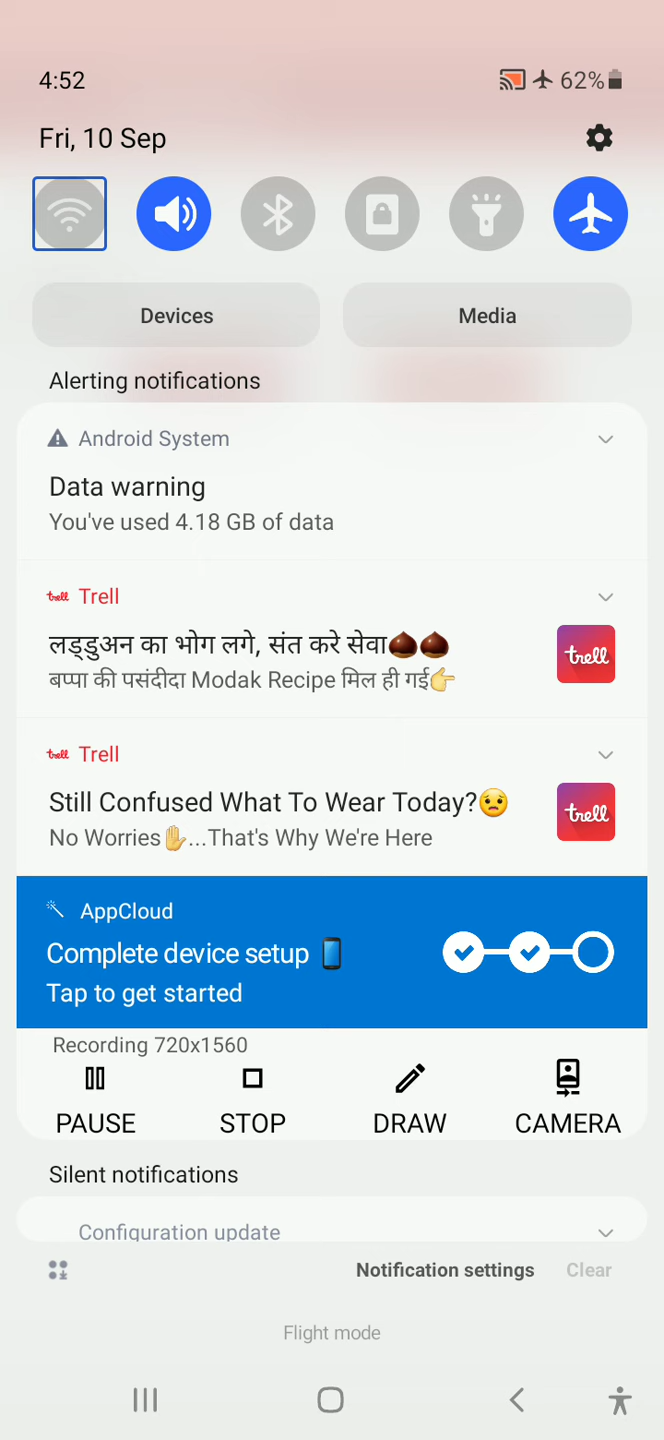 4:52
62%
Fri, 10 Sep
Devices
Media
Alerting notifications
Android System
Data warning
You've used 4.18 GB of data
trell Trell
लड्डुअन का भोग लगे, संत करे सेवा🌰🌰
trell
बप्पा की पसंदीदा Modak Recipe मिल ही गई👉
trell Trell
Still Confused What To Wear Today?😟
trell
No Worries✋...That's Why We're Here
AppCloud
Complete device setup 📱
Tap to get started
Recording 720x1560
PAUSE STOP DRAW CAMERA
Silent notifications
Configuration update
Notification settings Clear
Flight mode